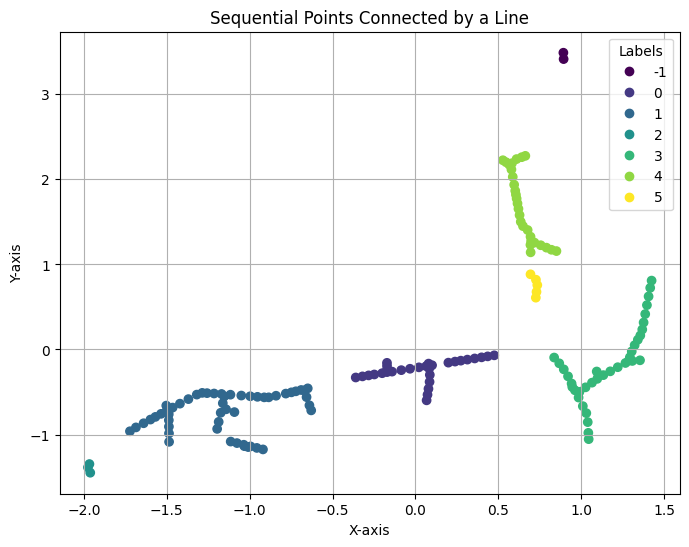 Sequential Points Connected by a Line
Labels
-1
0
1
2
3
4
5
Y-axis
3
2
1
0
−1
−2.0 −1.5 −1.0 −0.5 0.0 0.5 1.0 1.5
X-axis